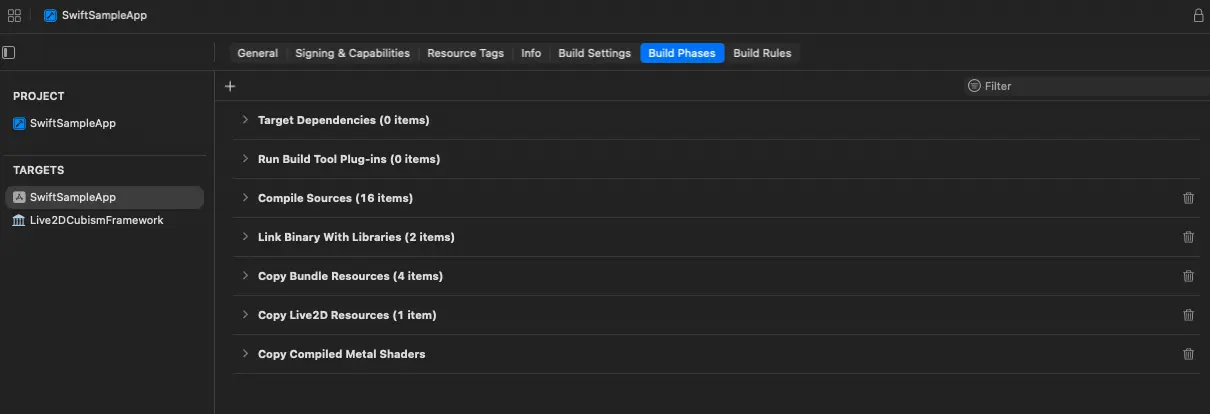 SwiftSampleApp
General Signing & Capabilities Resource Tags Info Build Settings Build Phases Build Rules
Filter
PROJECT
SwiftSampleApp
TARGETS
SwiftSampleApp
Live2DCubismFramework
Target Dependencies (0 items)
Run Build Tool Plug-ins (0 items)
Compile Sources (16 items)
Link Binary With Libraries (2 items)
Copy Bundle Resources (4 items)
Copy Live2D Resources (1 item)
Copy Compiled Metal Shaders